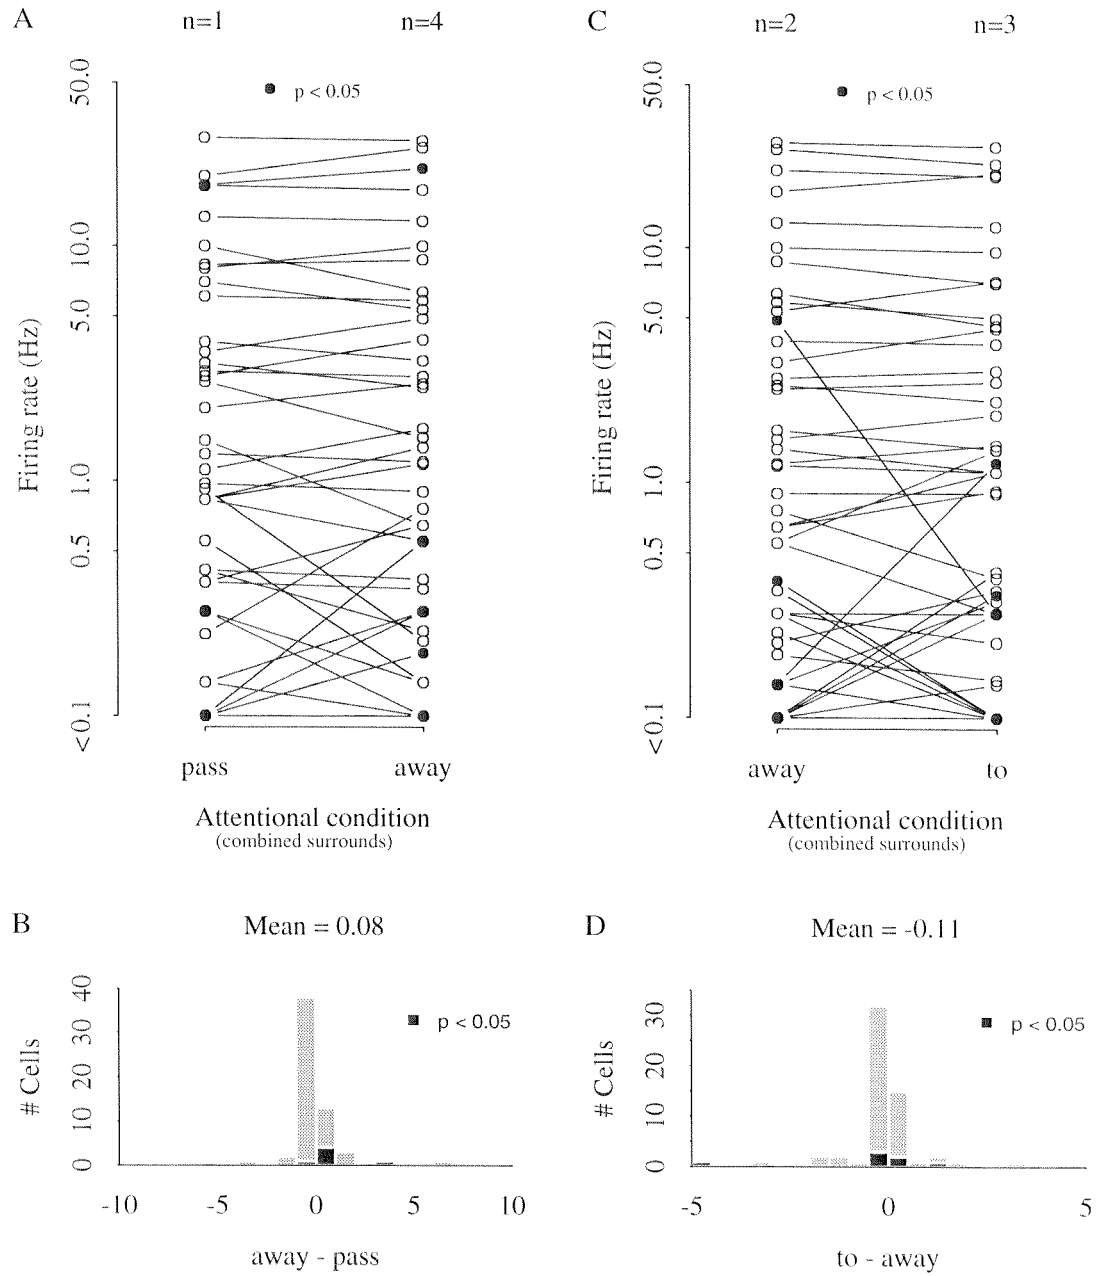 A
n=1
n=4
50.0
10.0
5.0
1.0
0.5
<0.1
Firing rate (Hz)
p < 0.05
pass
away
Attentional condition
(combined surrounds)
C
n=2
n=3
50.0
10.0
5.0
1.0
0.5
<0.1
Firing rate (Hz)
p < 0.05
away
to
Attentional condition
(combined surrounds)
B
Mean = 0.08
40
30
20
10
0
# Cells
p < 0.05
-10
-5
0
5
10
away - pass
D
Mean = -0.11
30
20
10
0
# Cells
p < 0.05
-5
0
5
to - away